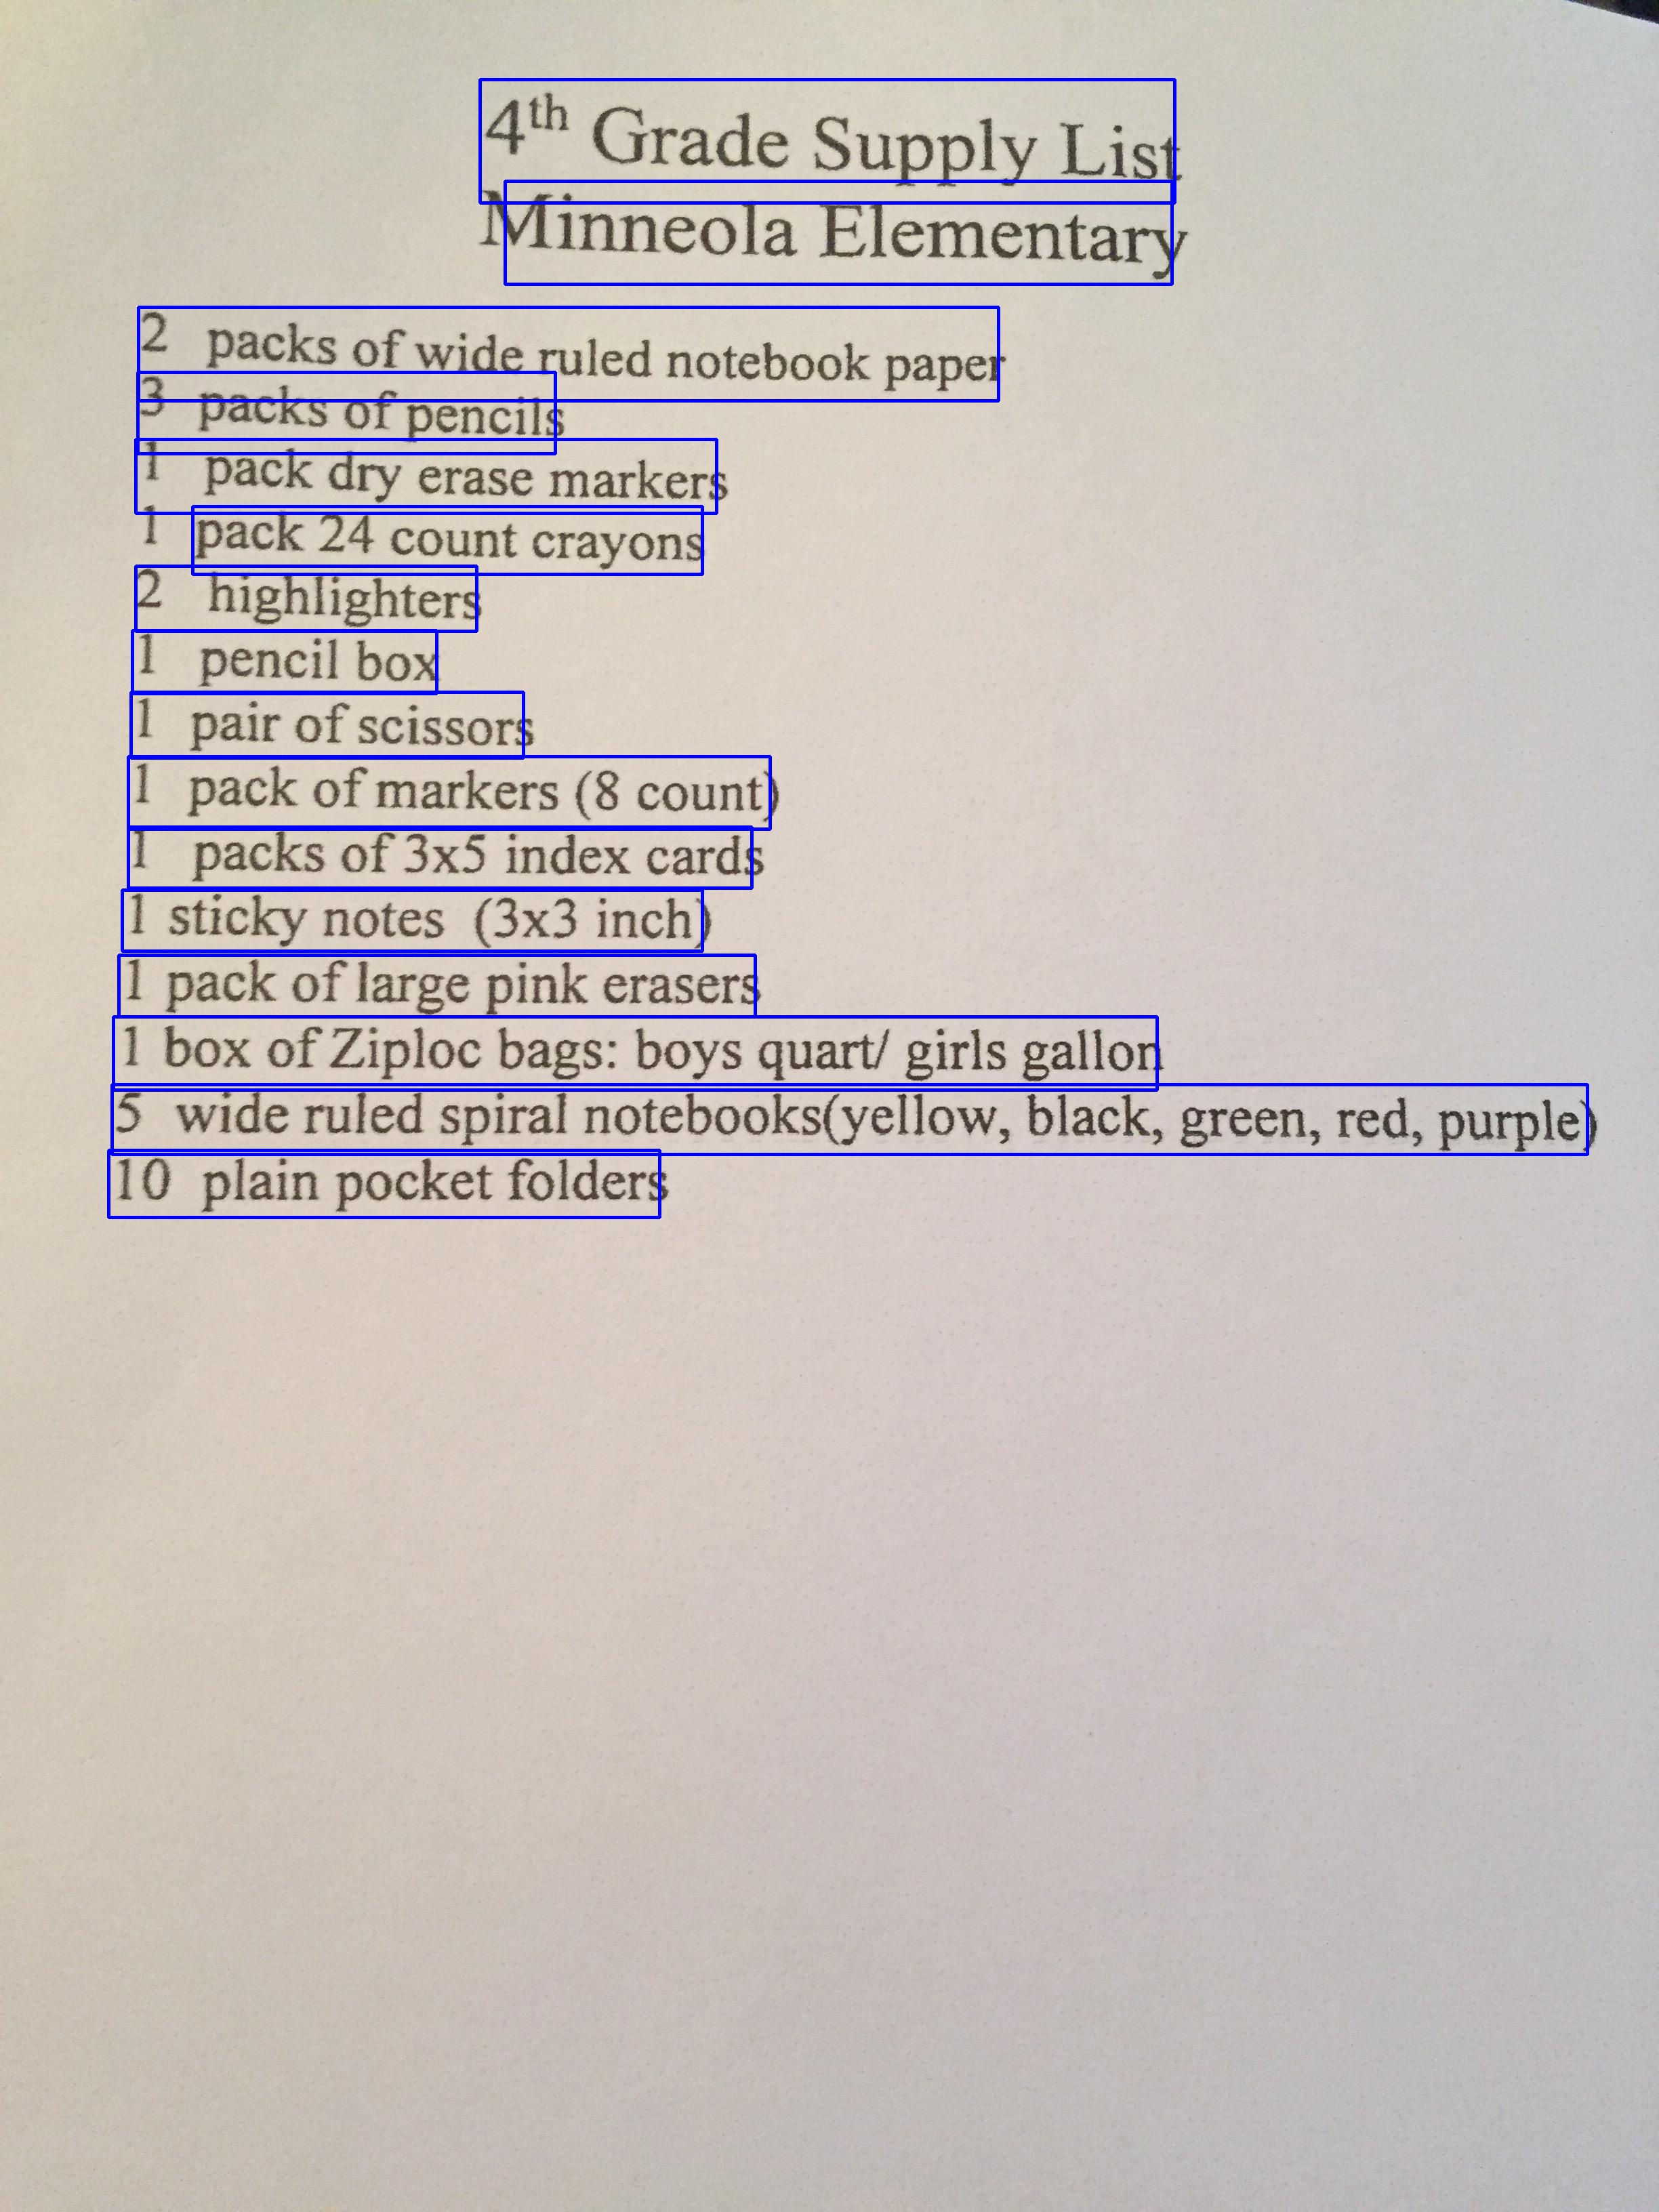 4th Grade Supply List
Minneola Elementary
2 packs of wide ruled notebook paper
3 packs of pencils
1 pack dry erase markers
1 pack 24 count crayons
2 highlighters
1 pencil box
1 pair of scissors
1 pack of markers (8 count)
1 packs of 3x5 index cards
1 sticky notes (3x3 inch)
1 pack of large pink erasers
1 box of Ziploc bags: boys quart/ girls gallon
5 wide ruled spiral notebooks(yellow, black, green, red, purple)
10 plain pocket folders